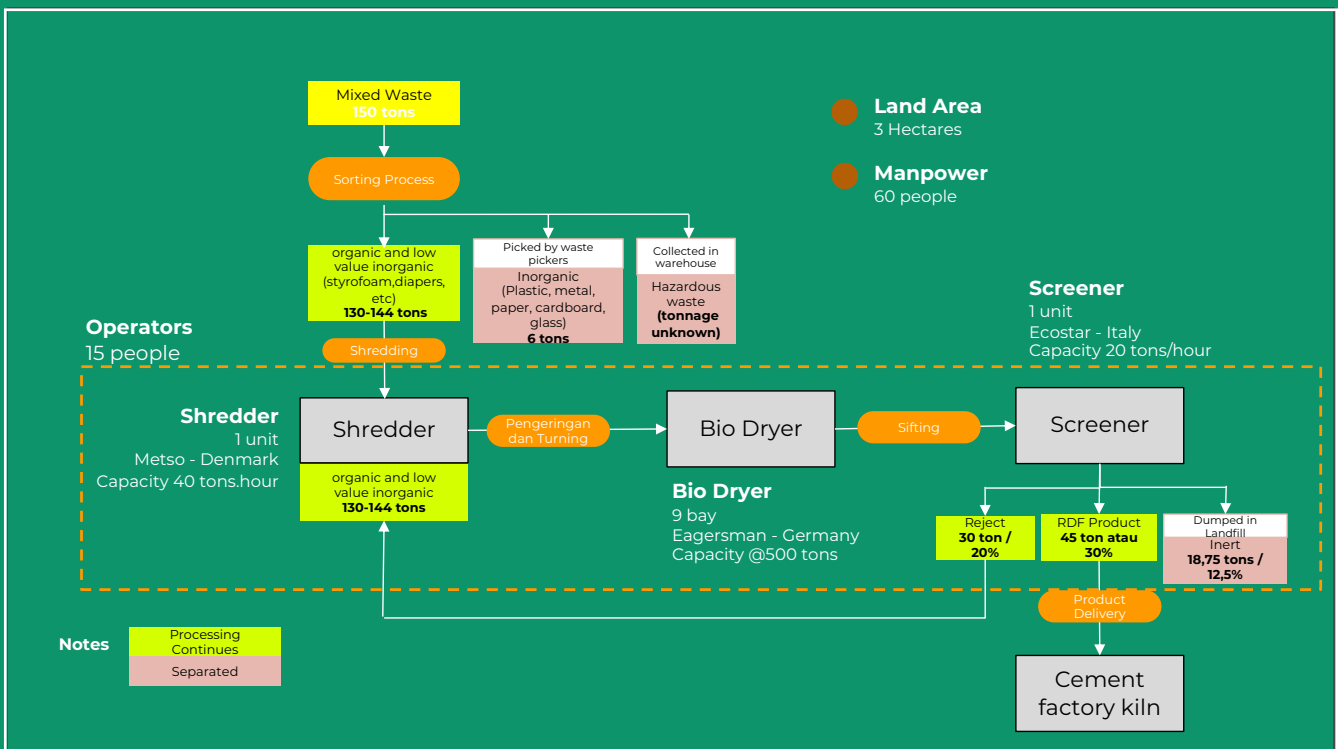 Mixed Waste
150 tons
Sorting Process
Land Area
3 Hectares
Manpower
60 people
organic and low
value inorganic
(styrofoam,diapers,
etc)
130-144 tons
Picked by waste
pickers
Inorganic
(Plastic, metal,
paper, cardboard,
glass)
6 tons
Collected in
warehouse
Hazardous
waste
(tonnage
unknown)
Operators
15 people
Shredding
Screener
1 unit
Ecostar - Italy
Capacity 20 tons/hour
Shredder
1 unit
Metso - Denmark
Capacity 40 tons.hour
Shredder
organic and low
value inorganic
130-144 tons
Pengeringan
dan Turning
Bio Dryer
Bio Dryer
9 bay
Eagersman - Germany
Capacity @500 tons
Sifting
Screener
Reject
30 ton /
20%
RDF Product
45 ton atau
30%
Dumped in
Landfill
Inert
18,75 tons /
12,5%
Product
Delivery
Cement
factory kiln
Notes
Processing
Continues
Separated